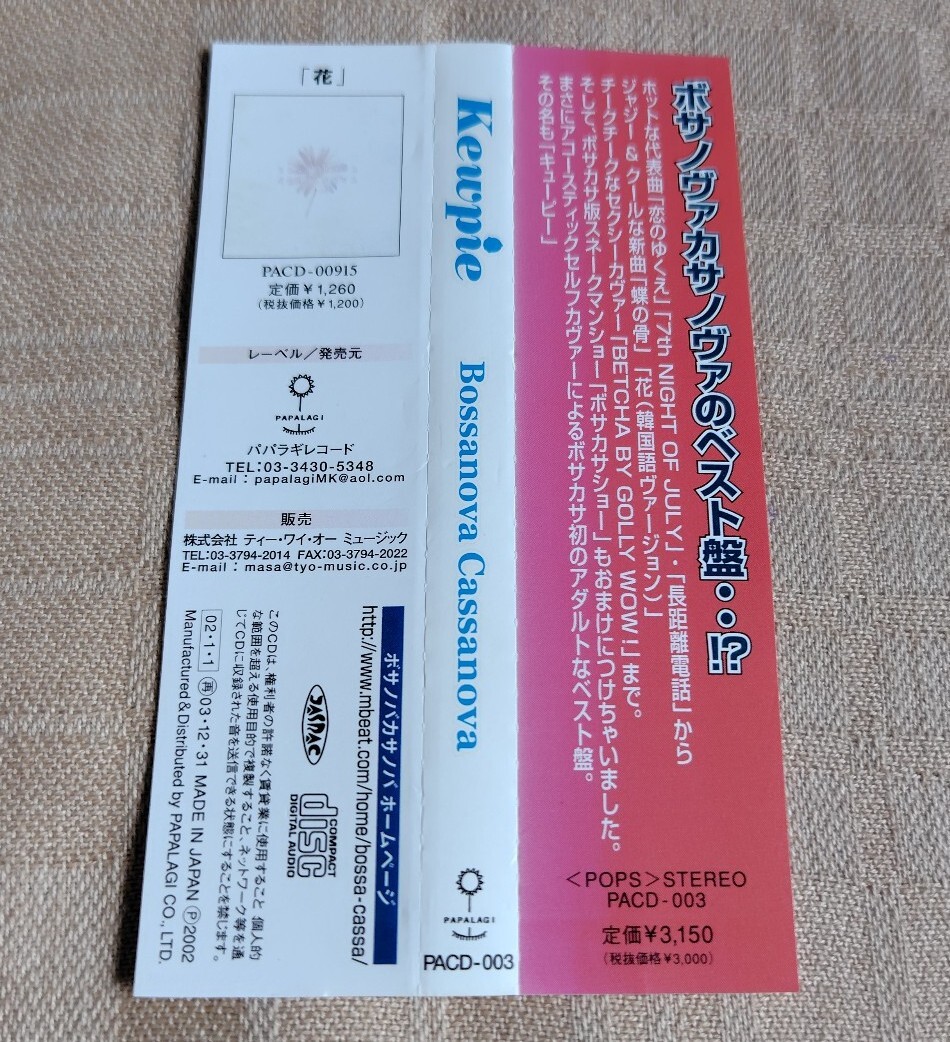 ボサノヴァカサノヴァのベスト盤・・!?
ホットな代表曲「恋のゆくえ」「7th NIGHT OF JULY」・「長距離電話」から
ジャジー & クールな新曲「蝶の骨」「花(韓国語ヴァージョン)」
チークチークなセクシーカヴァー「BETCHA BY GOLLY WOW!!」まで。
そして、ボサカサ版スネークマンショー「ボサカサショー」もおまけにつけちゃいました。
まさにアコースティックセルフカヴァーによるボサカサ初のアダルトなベスト盤。
その名も「キューピー」
<POPS>STEREO
PACD-003
定価¥3,150
(税抜価格¥3,000)
Kewpie Bossanova Cassanova
PAPALAGI
PACD-003
「花」
PACD-00915
定価¥1,260
(税抜価格¥1,200)
レーベル/発売元
PAPALAGI
パパラギレコード
TEL:03-3430-5348
E-mail : papalagiMK@aol.com
販売
株式会社 ティー・ワイ・オー ミュージック
TEL:03-3794-2014 FAX:03-3794-2022
E-mail : masa@tyo-music.co.jp
ボサノバカサノバ ホームページ
http://www.mbeat.com/home/bossa-cassa/
JASRAC
COMPACT
disc
DIGITAL AUDIO
このCDは、権利者の許諾なく賃貸業に使用すること 個人的
な範囲を超える使用目的で複製すること、ネットワーク等を通
じてCDに収録された音を送信できる状態にすることを禁じます。
02・1・1 再 03・12・31 MADE IN JAPAN Ⓟ2002
Manufactured & Distributed by PAPALAGI CO., LTD.